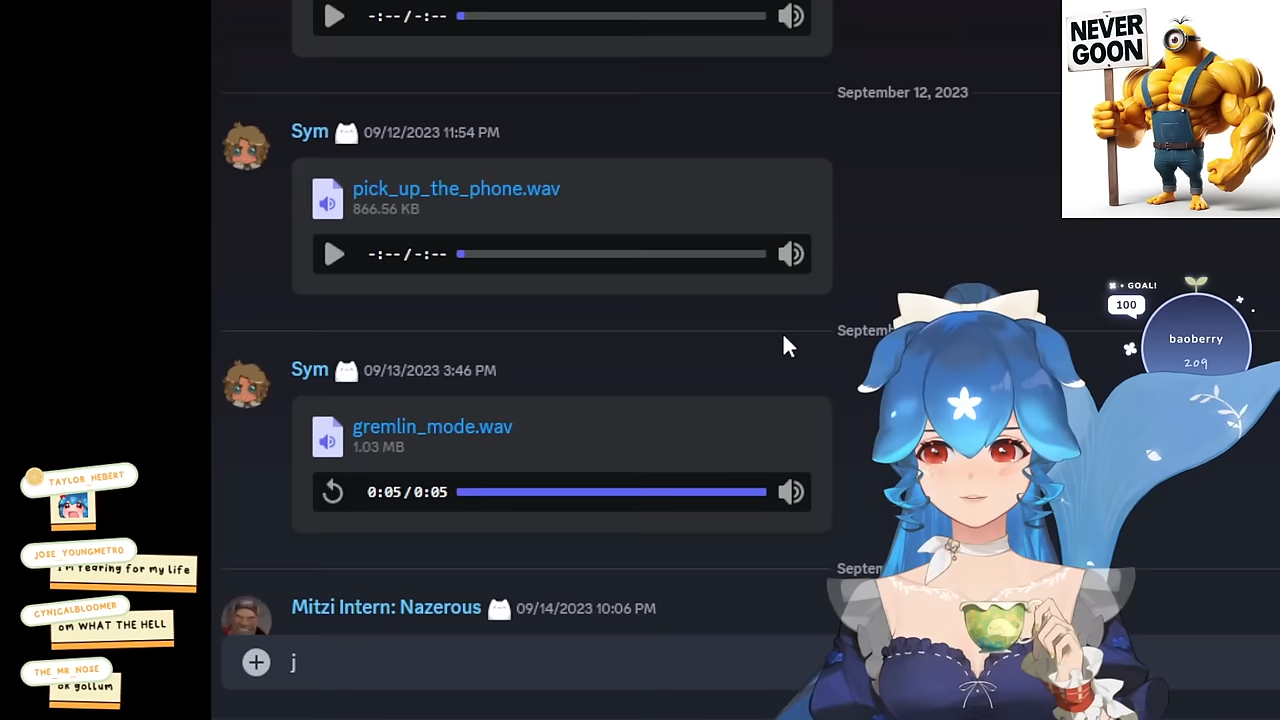 -:--/-:--
NEVER
GOON
September 12, 2023
Sym 09/12/2023 11:54 PM
pick_up_the_phone.wav
866.56 KB
-:--/-:--
GOAL!
100
baoberry
209
Septemb
Sym 09/13/2023 3:46 PM
gremlin_mode.wav
1.03 MB
0:05/0:05
TAYLOR_HEBERT
JOSE_YOUNGMETRO
I'm fearing for my life
CYNICALBLOOMER
om WHAT THE HELL
THE_MR_NOSE
ok gollum
Septem
Mitzi Intern: Nazerous 09/14/2023 10:06 PM
j